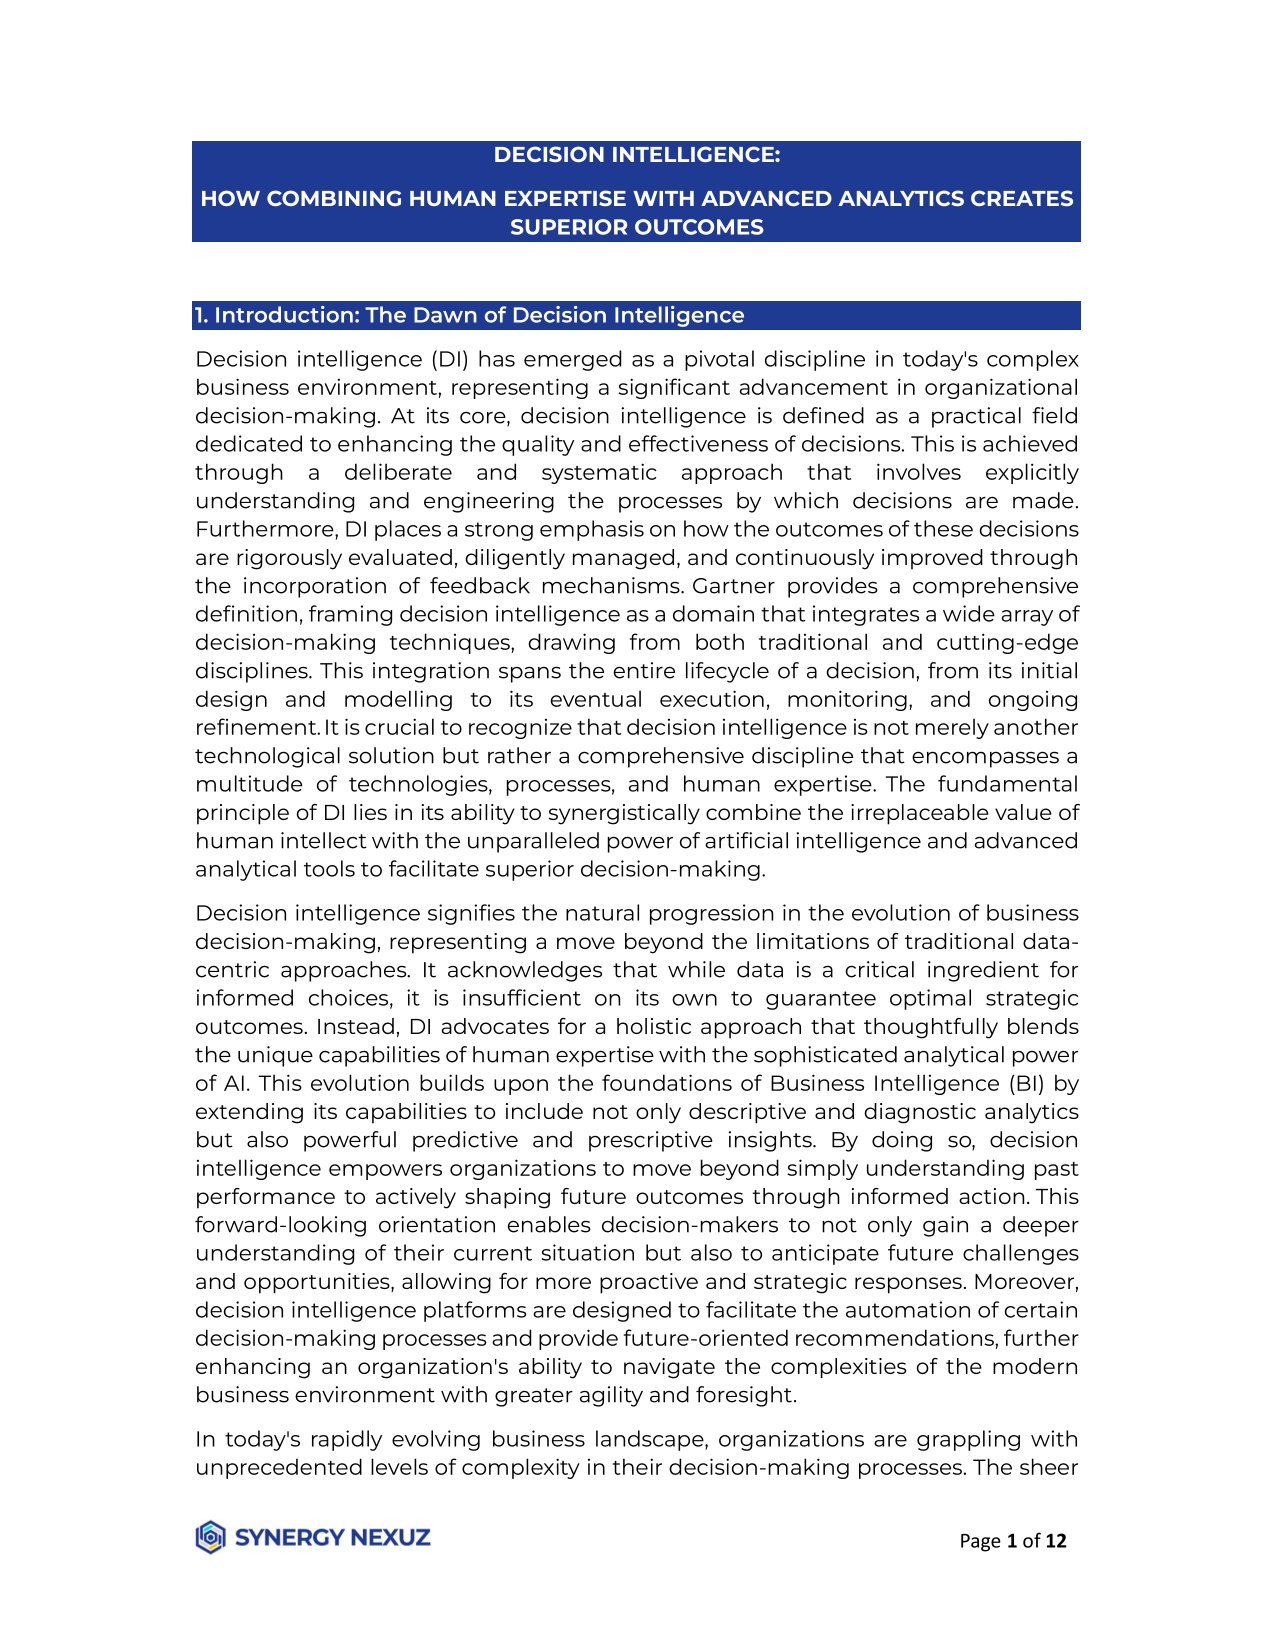 DECISION INTELLIGENCE:
HOW COMBINING HUMAN EXPERTISE WITH ADVANCED ANALYTICS CREATES
SUPERIOR OUTCOMES
1. Introduction: The Dawn of Decision Intelligence
Decision intelligence (DI) has emerged as a pivotal discipline in today's complex
business environment, representing a significant advancement in organizational
decision-making. At its core, decision intelligence is defined as a practical field
dedicated to enhancing the quality and effectiveness of decisions. This is achieved
through a deliberate and systematic approach that involves explicitly
understanding and engineering the processes by which decisions are made.
Furthermore, DI places a strong emphasis on how the outcomes of these decisions
are rigorously evaluated, diligently managed, and continuously improved through
the incorporation of feedback mechanisms. Gartner provides a comprehensive
definition, framing decision intelligence as a domain that integrates a wide array of
decision-making techniques, drawing from both traditional and cutting-edge
disciplines. This integration spans the entire lifecycle of a decision, from its initial
design and modelling to its eventual execution, monitoring, and ongoing
refinement. It is crucial to recognize that decision intelligence is not merely another
technological solution but rather a comprehensive discipline that encompasses a
multitude of technologies, processes, and human expertise. The fundamental
principle of DI lies in its ability to synergistically combine the irreplaceable value of
human intellect with the unparalleled power of artificial intelligence and advanced
analytical tools to facilitate superior decision-making.
Decision intelligence signifies the natural progression in the evolution of business
decision-making, representing a move beyond the limitations of traditional data-
centric approaches. It acknowledges that while data is a critical ingredient for
informed choices, it is insufficient on its own to guarantee optimal strategic
outcomes. Instead, DI advocates for a holistic approach that thoughtfully blends
the unique capabilities of human expertise with the sophisticated analytical power
of AI. This evolution builds upon the foundations of Business Intelligence (BI) by
extending its capabilities to include not only descriptive and diagnostic analytics
but also powerful predictive and prescriptive insights. By doing so, decision
intelligence empowers organizations to move beyond simply understanding past
performance to actively shaping future outcomes through informed action. This
forward-looking orientation enables decision-makers to not only gain a deeper
understanding of their current situation but also to anticipate future challenges
and opportunities, allowing for more proactive and strategic responses. Moreover,
decision intelligence platforms are designed to facilitate the automation of certain
decision-making processes and provide future-oriented recommendations, further
enhancing an organization's ability to navigate the complexities of the modern
business environment with greater agility and foresight.
In today's rapidly evolving business landscape, organizations are grappling with
unprecedented levels of complexity in their decision-making processes. The sheer
SYNERGY NEXUZ
Page 1 of 12